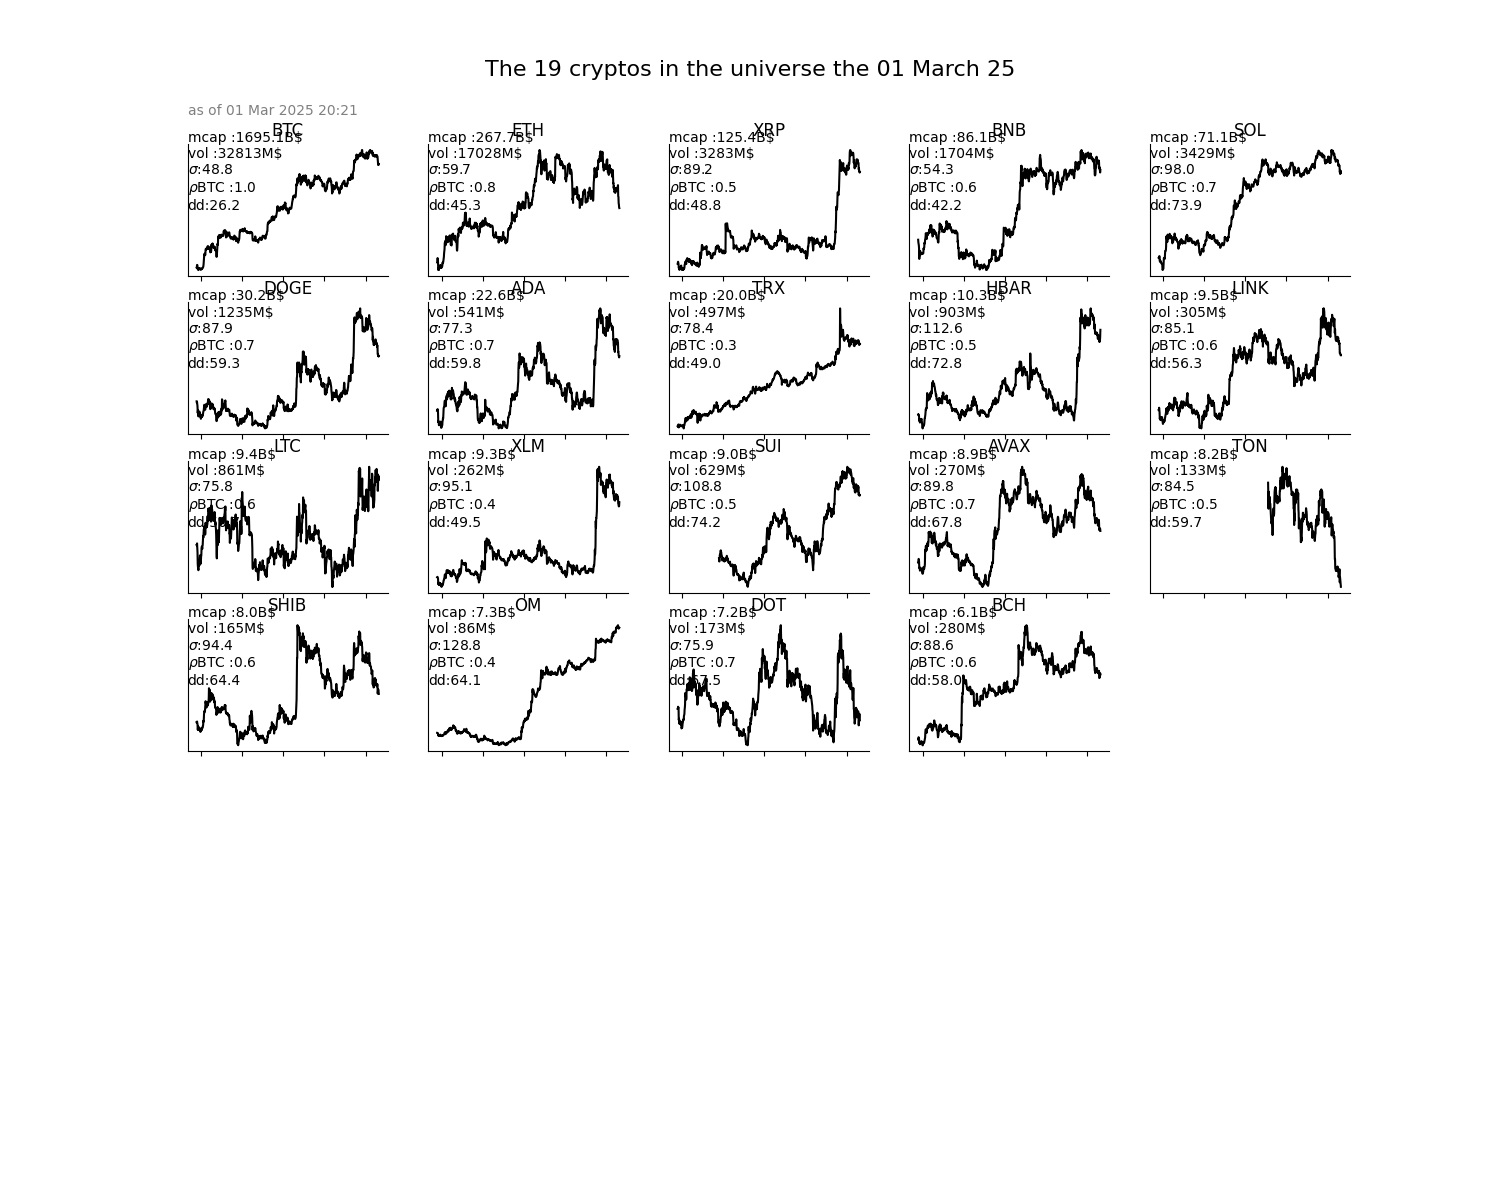 The 19 cryptos in the universe the 01 March 25
as of 01 Mar 2025 20:21
BTC
mcap :1695.1B$
vol :32813M$
σ:48.8
ρBTC :1.0
dd:26.2
ETH
mcap :267.7B$
vol :17028M$
σ:59.7
ρBTC :0.8
dd:45.3
XRP
mcap :125.4B$
vol :3283M$
σ:89.2
ρBTC :0.5
dd:48.8
BNB
mcap :86.1B$
vol :1704M$
σ:54.3
ρBTC :0.6
dd:42.2
SOL
mcap :71.1B$
vol :3429M$
σ:98.0
ρBTC :0.7
dd:73.9
DOGE
mcap :30.2B$
vol :1235M$
σ:87.9
ρBTC :0.7
dd:59.3
ADA
mcap :22.6B$
vol :541M$
σ:77.3
ρBTC :0.7
dd:59.8
TRX
mcap :20.0B$
vol :497M$
σ:78.4
ρBTC :0.3
dd:49.0
HBAR
mcap :10.3B$
vol :903M$
σ:112.6
ρBTC :0.5
dd:72.8
LINK
mcap :9.5B$
vol :305M$
σ:85.1
ρBTC :0.6
dd:56.3
LTC
mcap :9.4B$
vol :861M$
σ:75.8
ρBTC :0.6
XLM
mcap :9.3B$
vol :262M$
σ:95.1
ρBTC :0.4
dd:49.5
SUI
mcap :9.0B$
vol :629M$
σ:108.8
ρBTC :0.5
dd:74.2
AVAX
mcap :8.9B$
vol :270M$
σ:89.8
ρBTC :0.7
dd:67.8
TON
mcap :8.2B$
vol :133M$
σ:84.5
ρBTC :0.5
dd:59.7
SHIB
mcap :8.0B$
vol :165M$
σ:94.4
ρBTC :0.6
dd:64.4
OM
mcap :7.3B$
vol :86M$
σ:128.8
ρBTC :0.4
dd:64.1
DOT
mcap :7.2B$
vol :173M$
σ:75.9
ρBTC :0.7
dd:67.5
BCH
mcap :6.1B$
vol :280M$
σ:88.6
ρBTC :0.6
dd:58.0